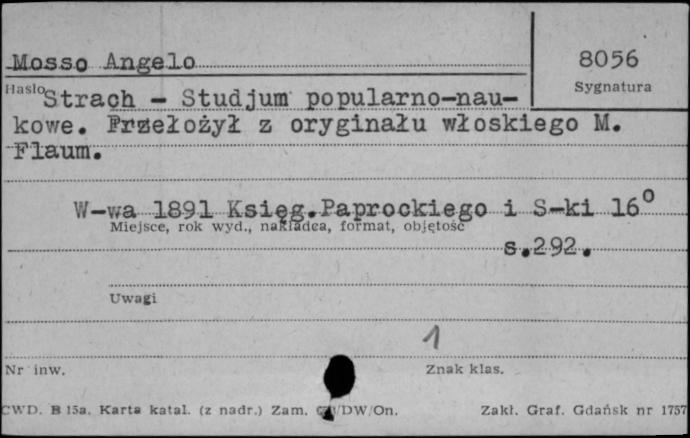 Mosso Angelo
8056
Hasło
Sygnatura
Strach - Studjum popularno-nau-
kowe. Przełożył z oryginału włoskiego M.
Flaum.
W-wa 1891 Księg.Paprockiego i S-ki 16°
Miejsce, rok wyd., nakładca, format, objętość
s.292.
Uwagi
1
Nr inw.
Znak klas.
CWD. B 15a. Karta katal. (z nadr.) Zam. /DW/On.
Zakł. Graf. Gdańsk nr 1757